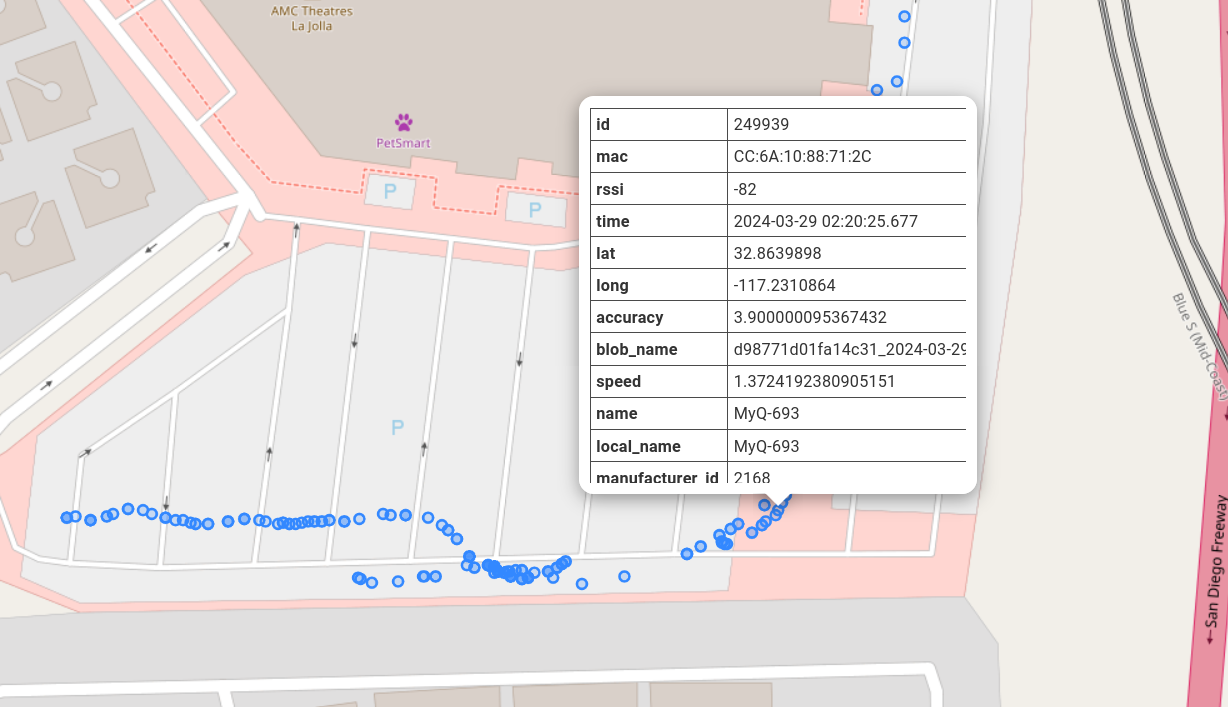 AMC Theatres
La Jolla
PetSmart
P
P
P
id 249939
mac CC:6A:10:88:71:2C
rssi -82
time 2024-03-29 02:20:25.677
lat 32.8639898
long -117.2310864
accuracy 3.900000095367432
blob_name d98771d01fa14c31_2024-03-29
speed 1.3724192380905151
name MyQ-693
local_name MyQ-693
manufacturer_id 2168
Blue S (Mid-Coast)
←San Diego Freeway